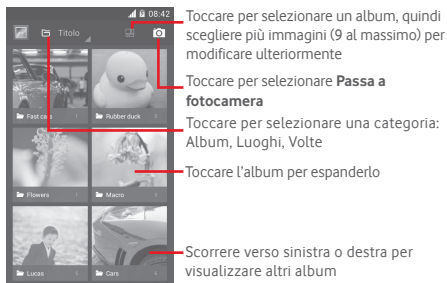 08:42
Titolo
Fast cars
Rubber duck
Flowers
Macro
Lucas
Cars
Toccare per selezionare un album, quindi
scegliere più immagini (9 al massimo) per
modificare ulteriormente
Toccare per selezionare Passa a
fotocamera
Toccare per selezionare una categoria:
Album, Luoghi, Volte
Toccare l'album per espanderlo
Scorrere verso sinistra o destra per
visualizzare altri album